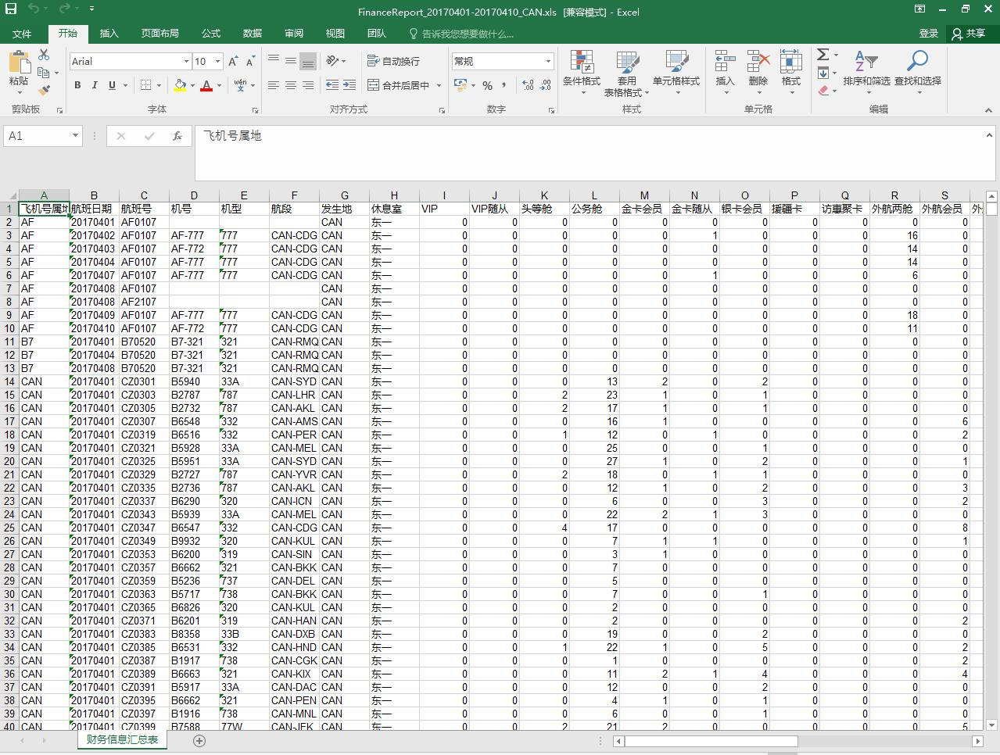 FinanceReport_20170401-20170410_CAN.xls [兼容模式] - Excel
文件 开始 插入 页面布局 公式 数据 审阅 视图 团队 告诉我您想要做什么... 登录 共享
粘贴 Arial 10 自动换行 常规 条件格式 套用 表格格式 单元格样式 插入 删除 格式 排序和筛选 查找和选择
B I U 合并后居中
剪贴板 字体 对齐方式 数字 样式 单元格 编辑
A1 fx 飞机号属地
A B C D E F G H I J K L M N O P Q R S
1 飞机号属地 航班日期 航班号 机号 机型 航段 发生地 休息室 VIP VIP随从 头等舱 公务舱 金卡会员 金卡随从 银卡会员 援疆卡 访惠聚卡 外航两舱 外航会员 外
2 AF 20170401 AF0107 CAN 东一 0 0 0 0 0 0 0 0 0 0 0
3 AF 20170402 AF0107 AF-777 777 CAN-CDG CAN 东一 0 0 0 0 0 1 0 0 0 16 0
4 AF 20170403 AF0107 AF-772 777 CAN-CDG CAN 东一 0 0 0 0 0 0 0 0 0 14 0
5 AF 20170404 AF0107 AF-777 777 CAN-CDG CAN 东一 0 0 0 0 0 0 0 0 0 14 0
6 AF 20170407 AF0107 AF-777 777 CAN-CDG CAN 东一 0 0 0 0 0 1 0 0 0 6 0
7 AF 20170408 AF0107 CAN 东一 0 0 0 0 0 0 0 0 0 0 0
8 AF 20170408 AF2107 CAN 东一 0 0 0 0 0 0 0 0 0 0 0
9 AF 20170409 AF0107 AF-777 777 CAN-CDG CAN 东一 0 0 0 0 0 0 0 0 0 18 0
10 AF 20170410 AF0107 AF-772 777 CAN-CDG CAN 东一 0 0 0 0 0 0 0 0 0 11 0
11 B7 20170401 B70520 B7-321 321 CAN-RMQ CAN 东一 0 0 0 0 0 0 0 0 0 0 0
12 B7 20170404 B70520 B7-321 321 CAN-RMQ CAN 东一 0 0 0 0 0 0 0 0 0 0 0
13 B7 20170408 B70520 B7-321 321 CAN-RMQ CAN 东一 0 0 0 0 0 0 0 0 0 0 0
14 CAN 20170401 CZ0301 B5940 33A CAN-SYD CAN 东一 0 0 0 13 2 0 2 0 0 0 0
15 CAN 20170401 CZ0303 B2787 787 CAN-LHR CAN 东一 0 0 2 23 1 0 1 0 0 0 0
16 CAN 20170401 CZ0305 B2732 787 CAN-AKL CAN 东一 0 0 2 17 1 0 1 0 0 0 0
17 CAN 20170401 CZ0307 B6548 332 CAN-AMS CAN 东一 0 0 0 16 1 0 0 0 0 0 6
18 CAN 20170401 CZ0319 B6516 332 CAN-PER CAN 东一 0 0 1 12 0 1 0 0 0 0 2
19 CAN 20170401 CZ0321 B5928 33A CAN-MEL CAN 东一 0 0 0 25 0 0 1 0 0 0 0
20 CAN 20170401 CZ0325 B5951 33A CAN-SYD CAN 东一 0 0 0 27 1 0 2 0 0 0 1
21 CAN 20170401 CZ0329 B2727 787 CAN-YVR CAN 东一 0 0 2 18 0 1 1 0 0 0 0
22 CAN 20170401 CZ0335 B2736 787 CAN-AKL CAN 东一 0 0 0 12 1 0 2 0 0 0 3
23 CAN 20170401 CZ0337 B6290 320 CAN-ICN CAN 东一 0 0 0 6 0 0 3 0 0 0 2
24 CAN 20170401 CZ0343 B5939 33A CAN-MEL CAN 东一 0 0 0 22 2 1 3 0 0 0 0
25 CAN 20170401 CZ0347 B6547 332 CAN-CDG CAN 东一 0 0 4 17 0 0 0 0 0 0 8
26 CAN 20170401 CZ0349 B9932 320 CAN-KUL CAN 东一 0 0 0 7 1 1 0 0 0 0 1
27 CAN 20170401 CZ0353 B6200 319 CAN-SIN CAN 东一 0 0 0 3 1 0 0 0 0 0 0
28 CAN 20170401 CZ0357 B6662 321 CAN-BKK CAN 东一 0 0 0 7 0 0 0 0 0 0 0
29 CAN 20170401 CZ0359 B5236 737 CAN-DEL CAN 东一 0 0 0 5 0 0 0 0 0 0 0
30 CAN 20170401 CZ0363 B5717 738 CAN-BKK CAN 东一 0 0 0 7 0 0 1 0 0 0 0
31 CAN 20170401 CZ0365 B6826 320 CAN-KUL CAN 东一 0 0 0 2 0 0 0 0 0 0 0
32 CAN 20170401 CZ0371 B6201 319 CAN-HAN CAN 东一 0 0 0 2 0 0 0 0 0 0 2
33 CAN 20170401 CZ0383 B8358 33B CAN-DXB CAN 东一 0 0 0 19 0 0 2 0 0 0 0
34 CAN 20170401 CZ0385 B6531 332 CAN-HND CAN 东一 0 0 1 22 1 0 5 0 0 0 2
35 CAN 20170401 CZ0387 B1917 738 CAN-CGK CAN 东一 0 0 0 1 0 0 0 0 0 0 2
36 CAN 20170401 CZ0389 B6663 321 CAN-KIX CAN 东一 0 0 0 11 2 1 4 0 0 0 4
37 CAN 20170401 CZ0391 B5917 33A CAN-DAC CAN 东一 0 0 0 12 0 0 2 0 0 0 0
38 CAN 20170401 CZ0395 B6662 321 CAN-PEN CAN 东一 0 0 0 4 1 0 1 0 0 0 0
39 CAN 20170401 CZ0397 B1916 738 CAN-MNL CAN 东一 0 0 0 6 0 0 1 0 0 0 0
40 CAN 20170401 CZ0399 B7588 77W CAN-JFK CAN 东一 0 0 2 21 2 0 0 0 0 0 5
财务信息汇总表